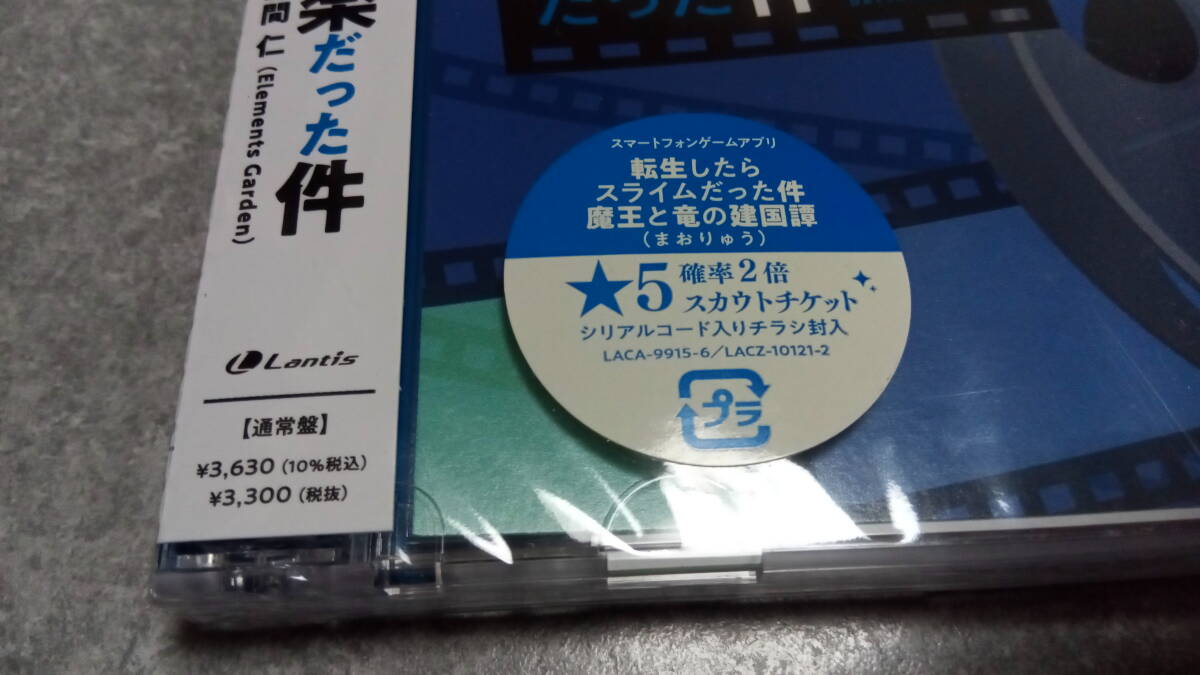 楽だった件
間 仁 (Elements Garden)
Lantis
【通常盤】
¥3,630 (10%税込)
¥3,300 (税抜)
だった件
スマートフォンゲームアプリ
転生したら
スライムだった件
魔王と竜の建国譚
(まおりゅう)
★5 確率2倍
スカウトチケット
シリアルコード入りチラシ封入
LACA-9915-6/LACZ-10121-2
プラ